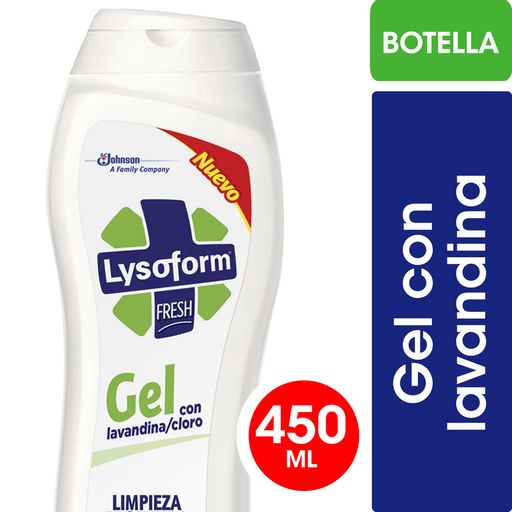 BOTELLA
Gel con
lavandina
SC Johnson
A Family Company
Nuevo
Lysoform
FRESH
Gel con
lavandina/cloro
LIMPIEZA
450
ML